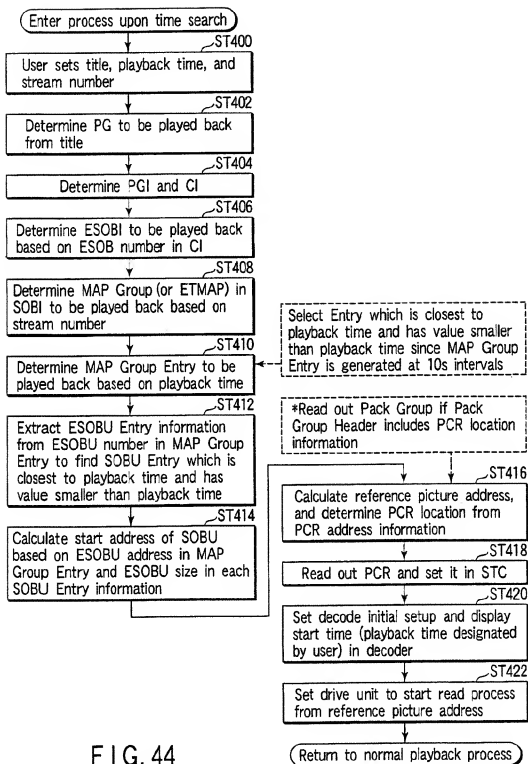 Enter process upon time search
ST400
User sets title, playback time, and
stream number
ST402
Determine PG to be played back
from title
ST404
Determine PGI and CI
ST406
Determine ESOBI to be played back
based on ESOB number in CI
ST408
Determine MAP Group (or ETMAP) in
SOBI to be played back based on
stream number
ST410
Determine MAP Group Entry to be
played back based on playback time
Select Entry which is closest to
playback time and has value smaller
than playback time since MAP Group
Entry is generated at 10s intervals
ST412
Extract ESOBU Entry information
from ESOBU number in MAP Group
Entry to find SOBU Entry which is
closest to playback time and has
value smaller than playback time
ST414
Calculate start address of SOBU
based on ESOBU address in MAP
Group Entry and ESOBU size in each
SOBU Entry information
*Read out Pack Group if Pack
Group Header includes PCR location
information
ST416
Calculate reference picture address,
and determine PCR location from
PCR address information
ST418
Read out PCR and set it in STC
ST420
Set decode initial setup and display
start time (playback time designated
by user) in decoder
ST422
Set drive unit to start read process
from reference picture address
Return to normal playback process
FIG. 44